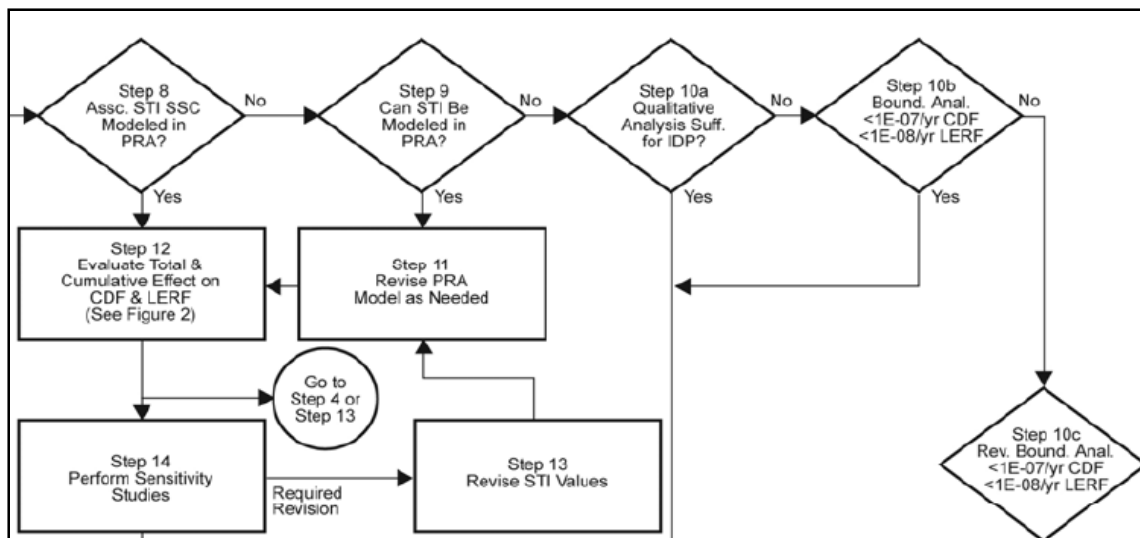 Step 8
Assc. STI SSC
Modeled in
PRA?
No
Yes
Step 9
Can STI Be
Modeled in
PRA?
No
Yes
Step 10a
Qualitative
Analysis Suff.
for IDP?
No
Yes
Step 10b
Bound. Anal.
<1E-07/yr CDF
<1E-08/yr LERF
No
Yes
Step 12
Evaluate Total &
Cumulative Effect on
CDF & LERF
(See Figure 2)
Step 11
Revise PRA
Model as Needed
Go to
Step 4 or
Step 13
Step 14
Perform Sensitivity
Studies
Required
Revision
Step 13
Revise STI Values
Step 10c
Rev. Bound. Anal.
<1E-07/yr CDF
<1E-08/yr LERF